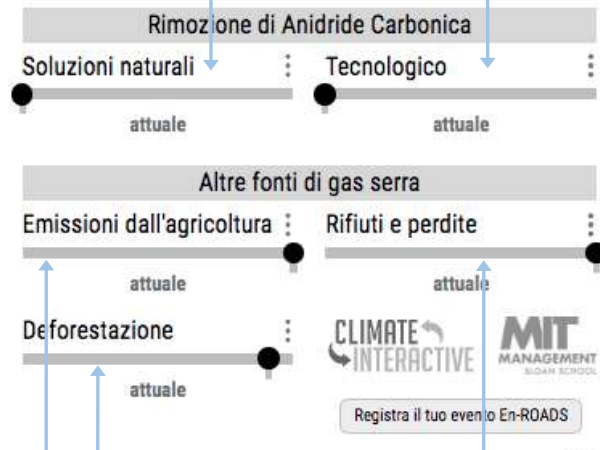 Rimozione di Anidride Carbonica
Soluzioni naturali
Tecnologico
attuale
attuale
Altre fonti di gas serra
Emissioni dall'agricoltura
Rifiuti e perdite
attuale
attuale
Deforestazione
attuale
CLIMATE
INTERACTIVE
MIT
MANAGEMENT
SLOAN SCHOOL
Registra il tuo evento En-ROADS